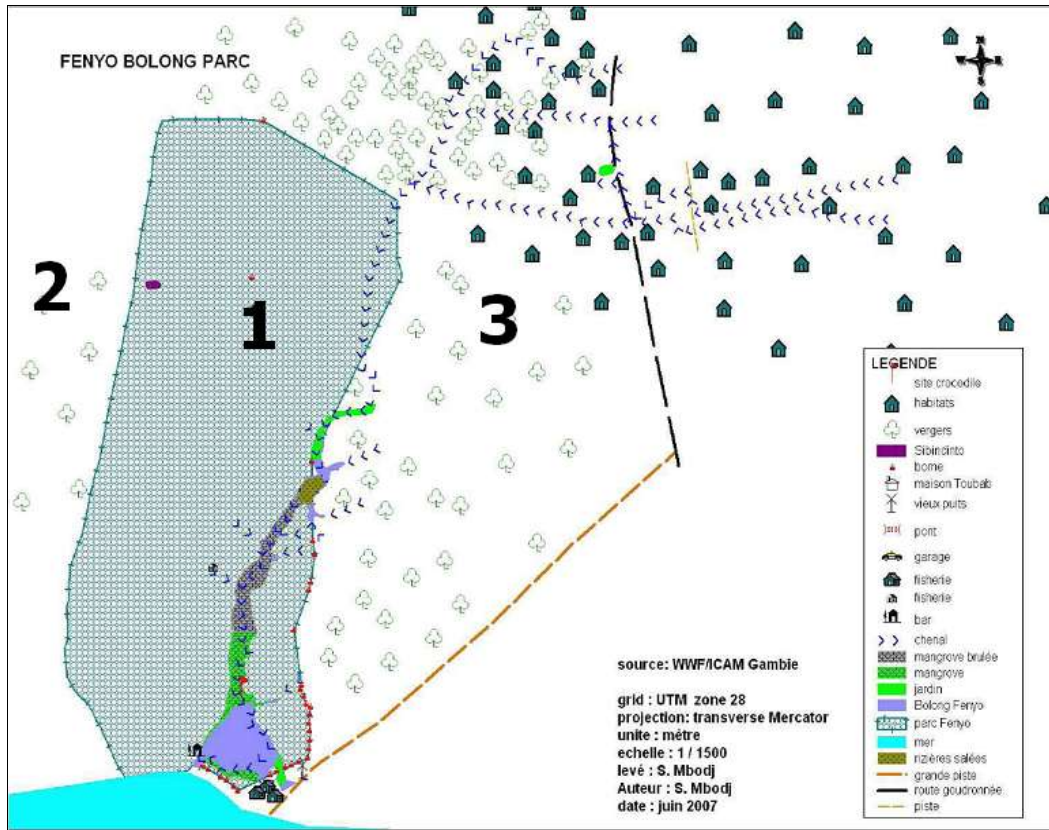 FENYO BOLONG PARC
2
1
3
LEGENDE
site crocodile
habitats
vergers
Sibincinto
borne
maison Toubab
vieux puits
pont
garage
fisherie
fisherie
bar
chenal
mangrove brulée
mangrove
jardin
Bolong Fenyo
parc Fenyo
mer
rizières salées
grande piste
route goudronnée
piste
source: WWF/ICAM Gambie
grid : UTM zone 28
projection: transverse Mercator
unite : mètre
echelle : 1 / 1500
levé : S. Mbodj
Auteur : S. Mbodj
date : juin 2007